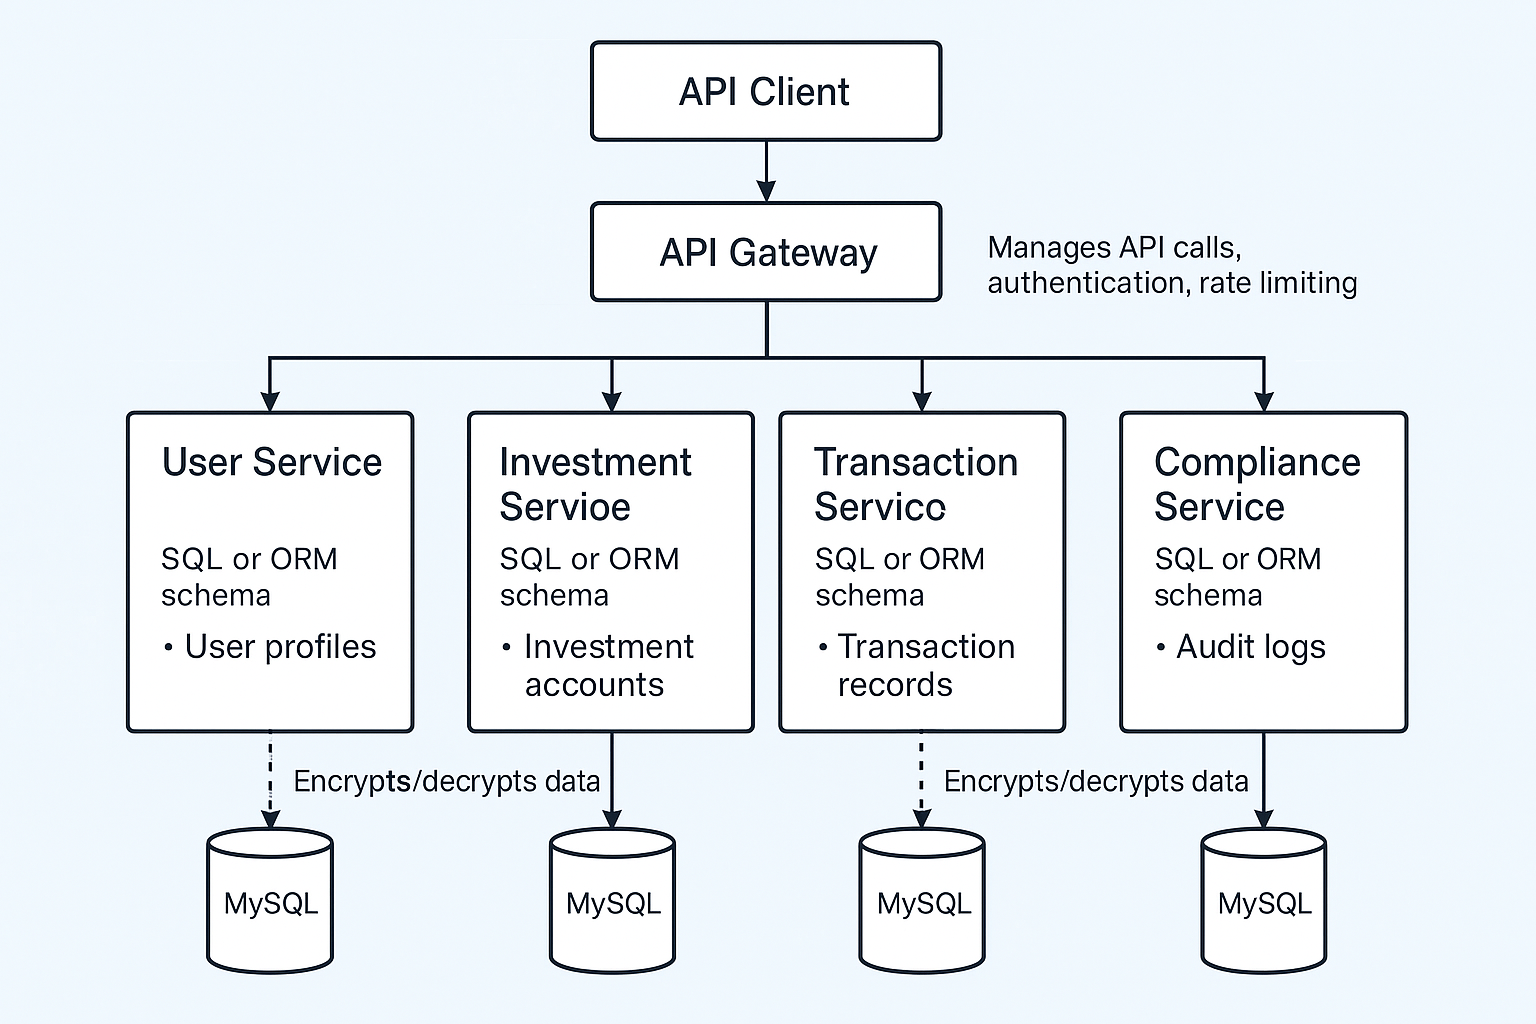 API Client
API Gateway
Manages API calls,
authentication, rate limiting
User Service
SQL or ORM
schema
• User profiles
Investment
Servioe
SQL or ORM
schema
• Investment
accounts
Transaction
Servico
SQL or ORM
schema
• Transaction
records
Compliance
Service
SQL or ORM
schema
• Audit logs
Encrypts/decrypts data
Encrypts/decrypts data
MySQL
MySQL
MySQL
MySQL